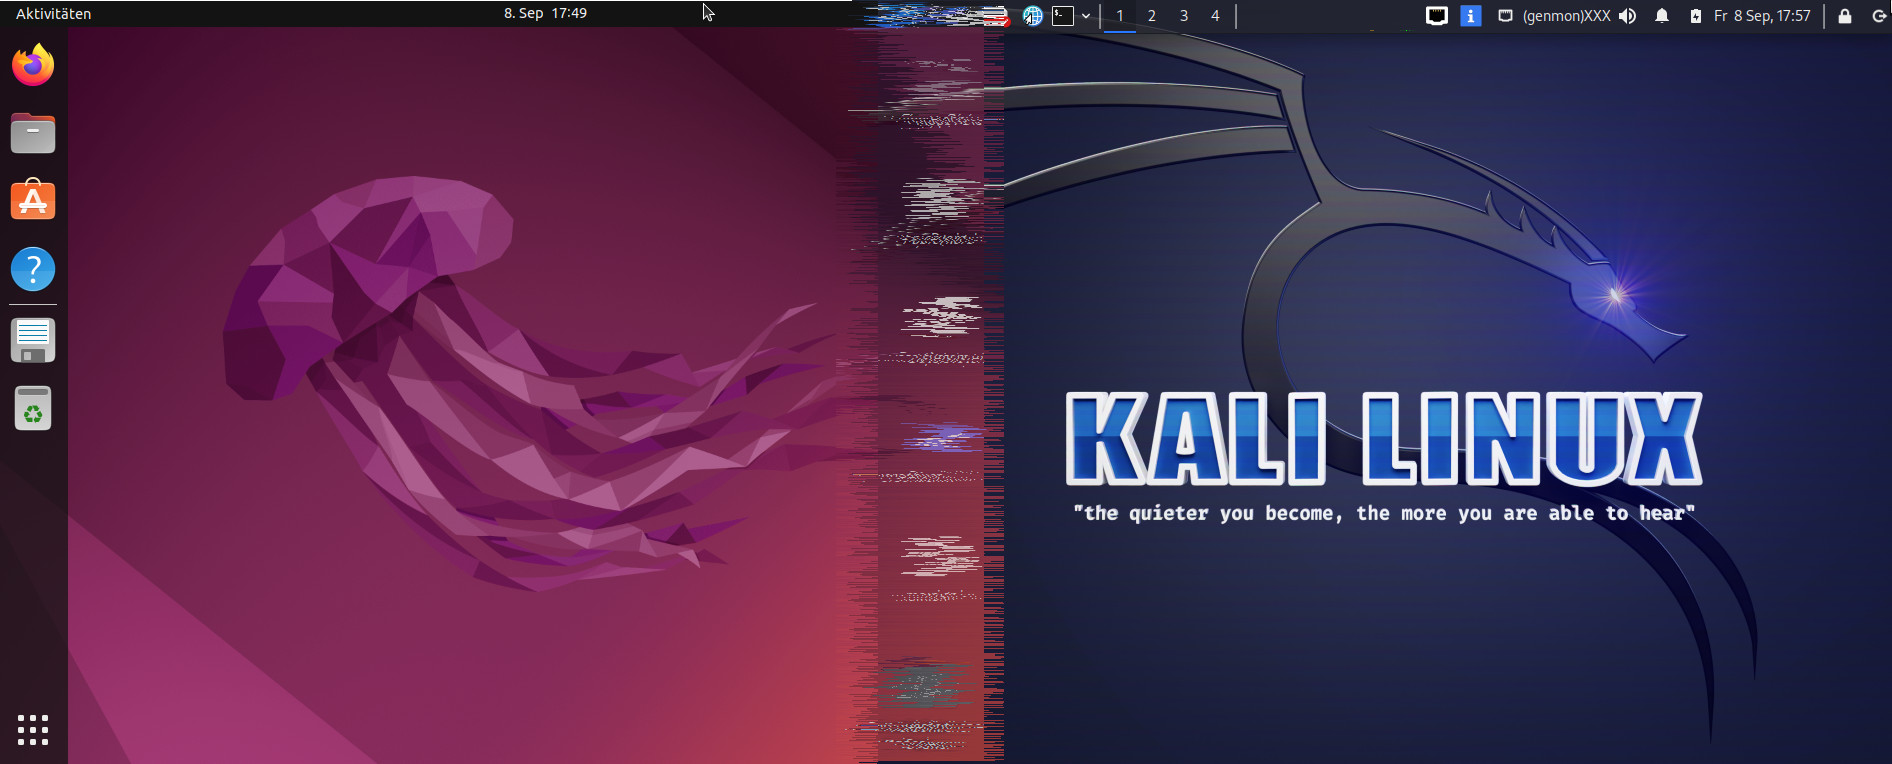 Aktivitäten
8. Sep 17:49
1 2 3 4
(genmon)XXX
Fr 8 Sep, 17:57
KALI LINUX
"the quieter you become, the more you are able to hear"